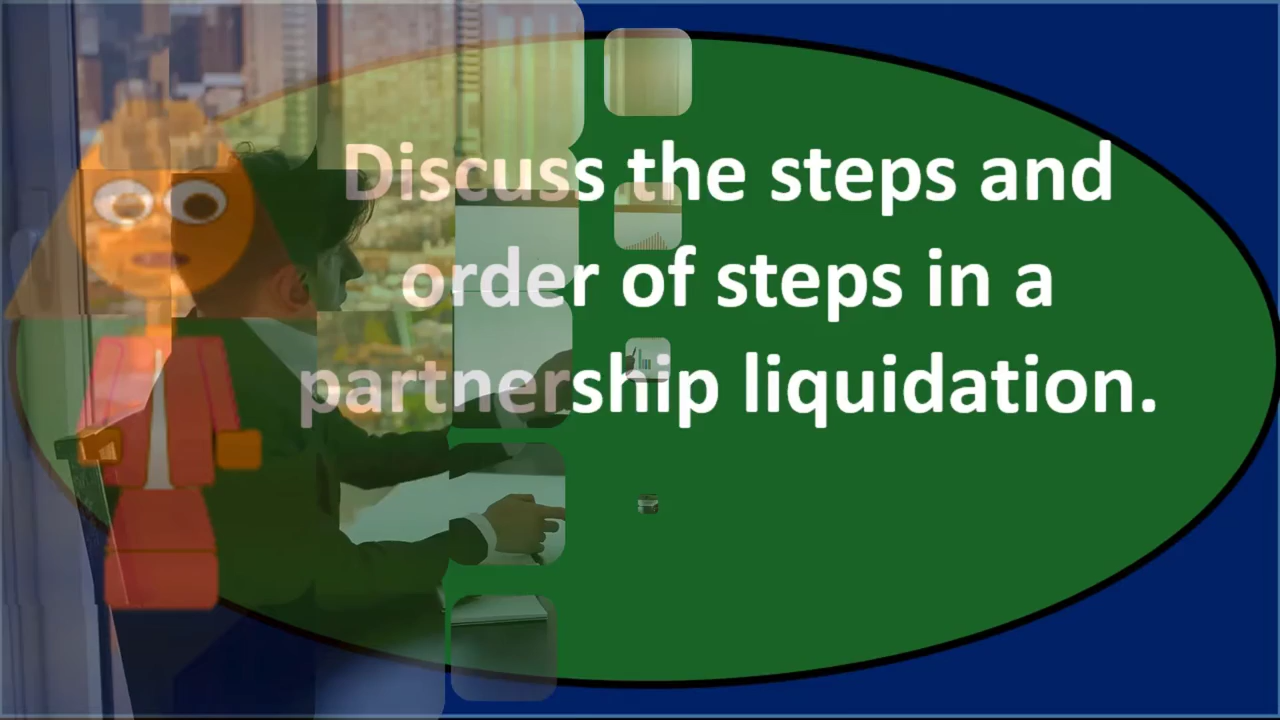 Discuss the steps and
order of steps in a
partnership liquidation.